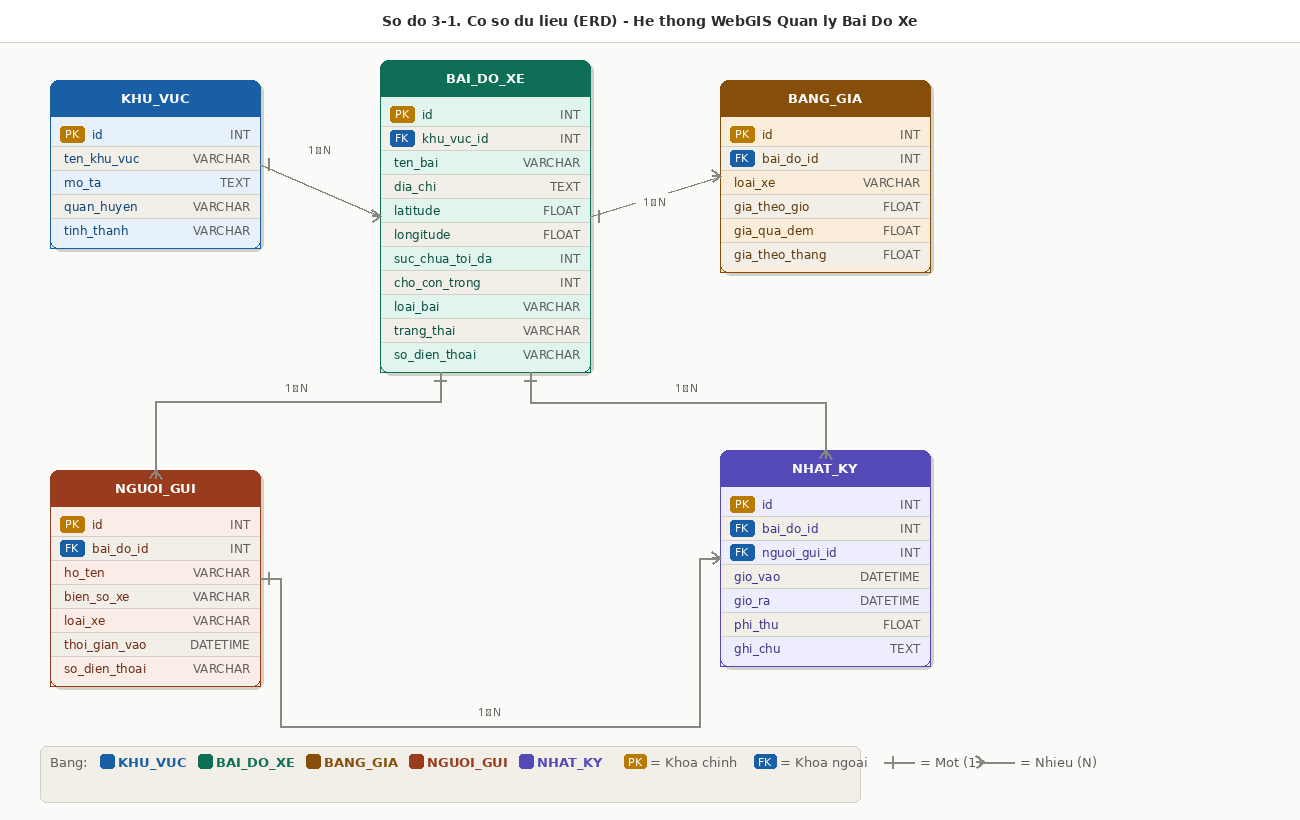 So do 3-1. Co so du lieu (ERD) - He thong WebGIS Quan ly Bai Do Xe
KHU_VUC
PK id INT
ten_khu_vuc VARCHAR
mo_ta TEXT
quan_huyen VARCHAR
tinh_thanh VARCHAR
1▯N
BAI_DO_XE
PK id INT
FK khu_vuc_id INT
ten_bai VARCHAR
dia_chi TEXT
latitude FLOAT
longitude FLOAT
suc_chua_toi_da INT
cho_con_trong INT
loai_bai VARCHAR
trang_thai VARCHAR
so_dien_thoai VARCHAR
1▯N
BANG_GIA
PK id INT
FK bai_do_id INT
loai_xe VARCHAR
gia_theo_gio FLOAT
gia_qua_dem FLOAT
gia_theo_thang FLOAT
1▯N
1▯N
NGUOI_GUI
PK id INT
FK bai_do_id INT
ho_ten VARCHAR
bien_so_xe VARCHAR
loai_xe VARCHAR
thoi_gian_vao DATETIME
so_dien_thoai VARCHAR
NHAT_KY
PK id INT
FK bai_do_id INT
FK nguoi_gui_id INT
gio_vao DATETIME
gio_ra DATETIME
phi_thu FLOAT
ghi_chu TEXT
1▯N
Bang: KHU_VUC BAI_DO_XE BANG_GIA NGUOI_GUI NHAT_KY PK = Khoa chinh FK = Khoa ngoai = Mot (1) = Nhieu (N)